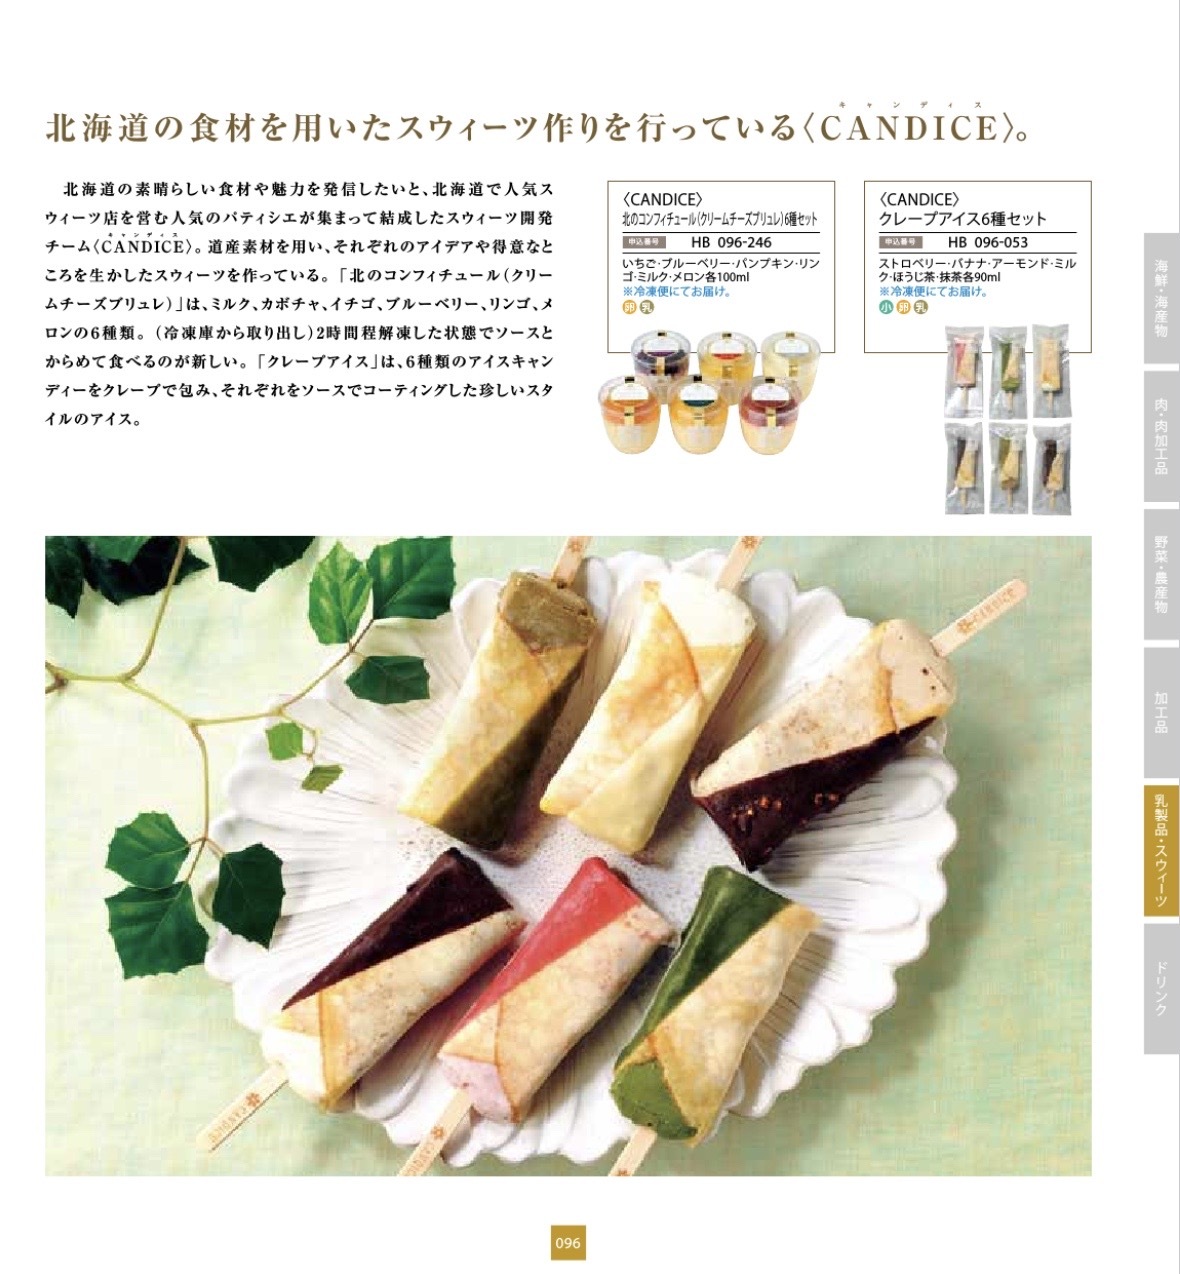 キャンディス
北海道の食材を用いたスウィーツ作りを行っている〈CANDICE〉。
北海道の素晴らしい食材や魅力を発信したいと、北海道で人気ス
ウィーツ店を営む人気のパティシエが集まって結成したスウィーツ開発
キャンディス
チーム〈CANDICE〉。道産素材を用い、それぞれのアイデアや得意なと
ころを生かしたスウィーツを作っている。「北のコンフィチュール（クリー
ムチーズブリュレ）」は、ミルク、カボチャ、イチゴ、ブルーベリー、リンゴ、メ
ロンの6種類。（冷凍庫から取り出し）2時間程解凍した状態でソースと
からめて食べるのが新しい。「クレープアイス」は、6種類のアイスキャン
ディーをクレープで包み、それぞれをソースでコーティングした珍しいスタ
イルのアイス。
〈CANDICE〉
北のコンフィチュール（クリームチーズブリュレ）6種セット
申込番号 HB 096-246
いちご・ブルーベリー・パンプキン・リン
ゴ・ミルク・メロン各100ml
※冷凍便にてお届け。
卵 乳
〈CANDICE〉
クレープアイス6種セット
申込番号 HB 096-053
ストロベリー・バナナ・アーモンド・ミル
ク・ほうじ茶・抹茶各90ml
※冷凍便にてお届け。
小 卵 乳
海鮮・海産物
肉・肉加工品
野菜・農産物
加工品
乳製品・スウィーツ
ドリンク
CANDICE
CANDICE
096